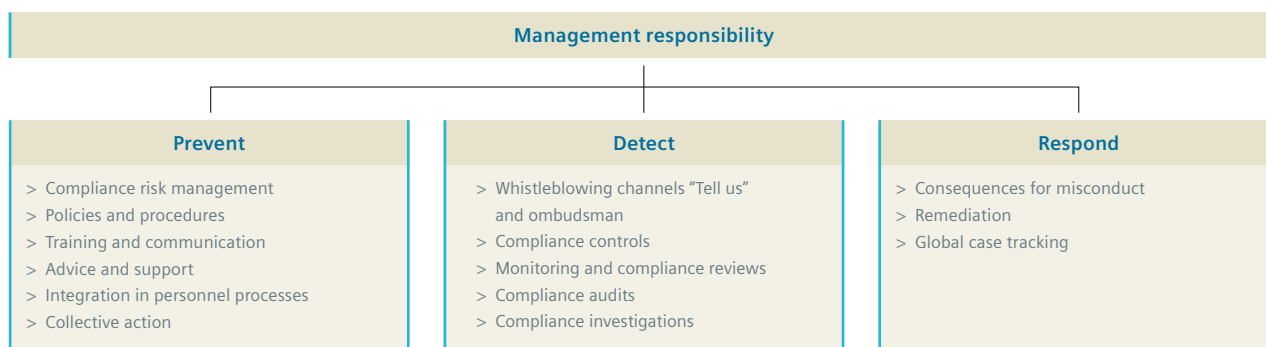 Management responsibility
Prevent
> Compliance risk management
> Policies and procedures
> Training and communication
> Advice and support
> Integration in personnel processes
> Collective action
Detect
> Whistleblowing channels “Tell us”
and ombudsman
> Compliance controls
> Monitoring and compliance reviews
> Compliance audits
> Compliance investigations
Respond
> Consequences for misconduct
> Remediation
> Global case tracking